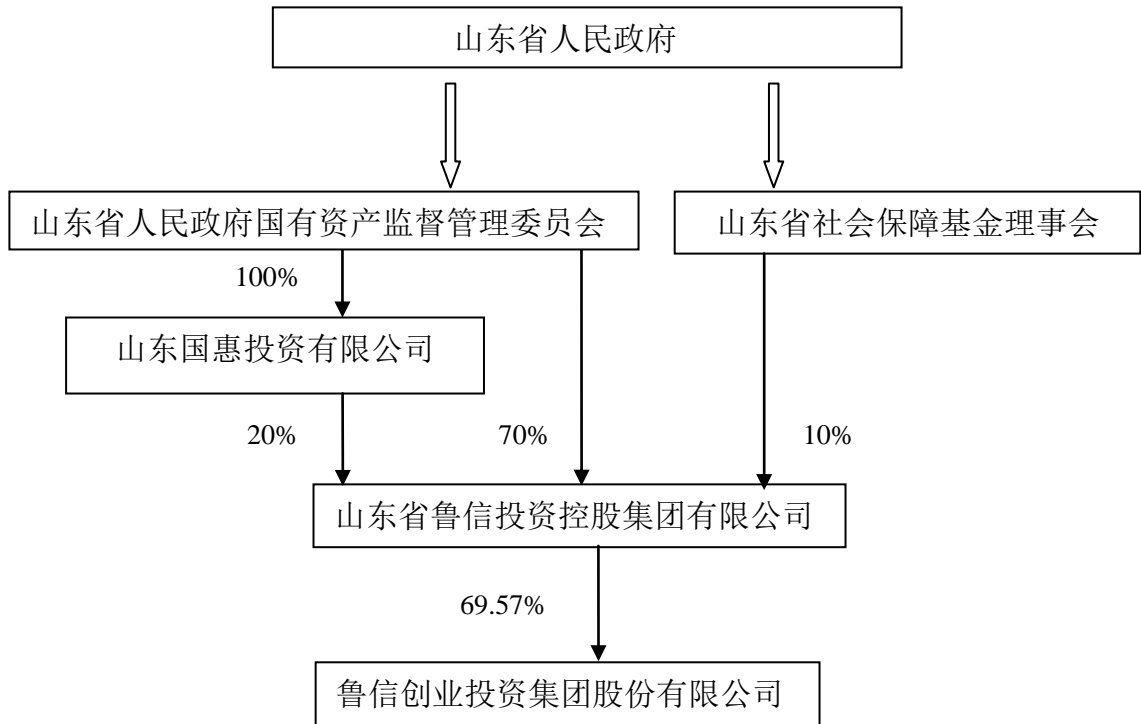 山东省人民政府
山东省人民政府国有资产监督管理委员会
山东省社会保障基金理事会
100%
山东国惠投资有限公司
20%
70%
10%
山东省鲁信投资控股集团有限公司
69.57%
鲁信创业投资集团股份有限公司